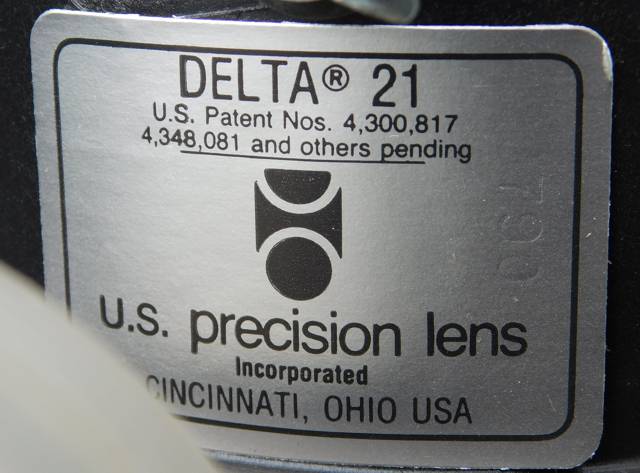 DELTA® 21
U.S. Patent Nos. 4,300,817
4,348,081 and others pending
U.S. precision lens
Incorporated
CINCINNATI, OHIO USA